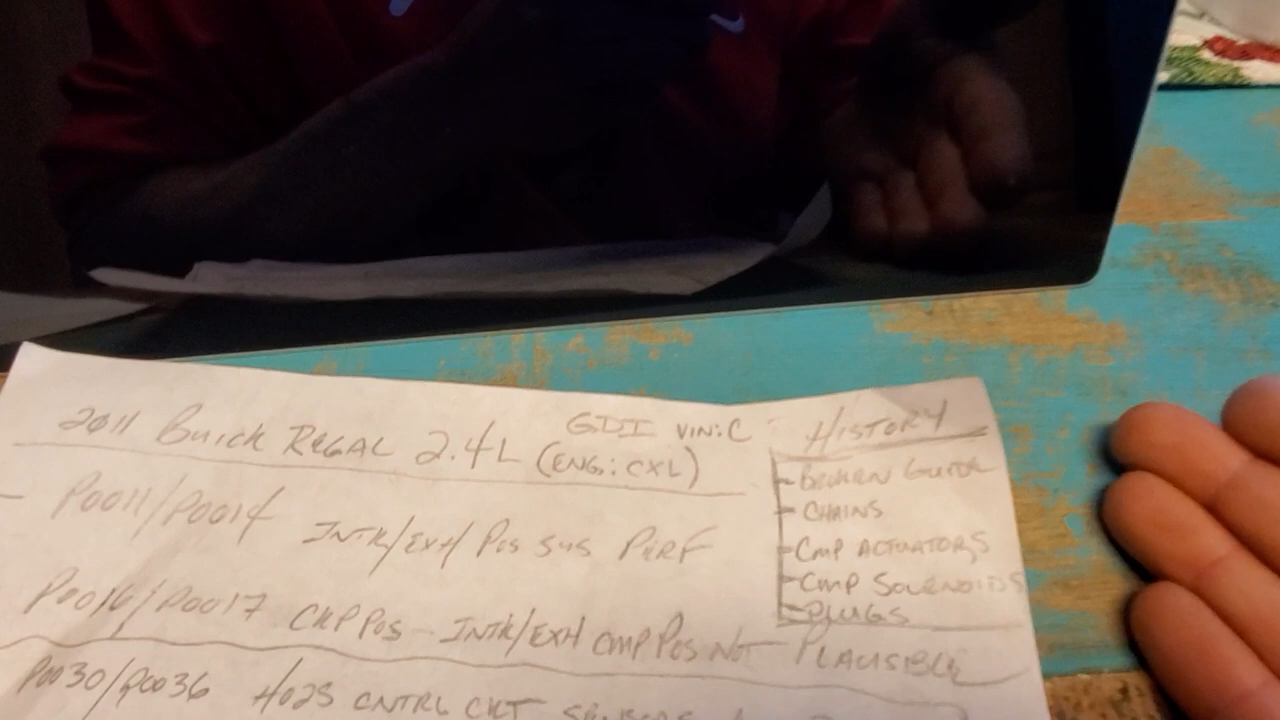 2011 Buick REGAL 2.4L (ENG: CXL)
GDI VIN: C
HISTORY
BROKEN GUIDE
CHAINS
CMP ACTUATORS
CMP SOLENOIDS
PLUGS
P0011/P0014 INTK/EXH POS SYS PERF
P0016/P0017 CKP POS - INTK/EXH CMP POS NOT PLAUSIBLE
P0030/P0036 HO2S CNTRL CKT